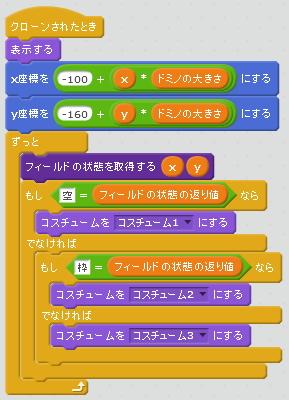 クローンされたとき
表示する
x座標を -100 + x * ドミノの大きさ にする
y座標を -160 + y * ドミノの大きさ にする
ずっと
フィールドの状態を取得する x y
もし 空 = フィールドの状態の返り値 なら
コスチュームを コスチューム1 にする
でなければ
もし 枠 = フィールドの状態の返り値 なら
コスチュームを コスチューム2 にする
でなければ
コスチュームを コスチューム3 にする